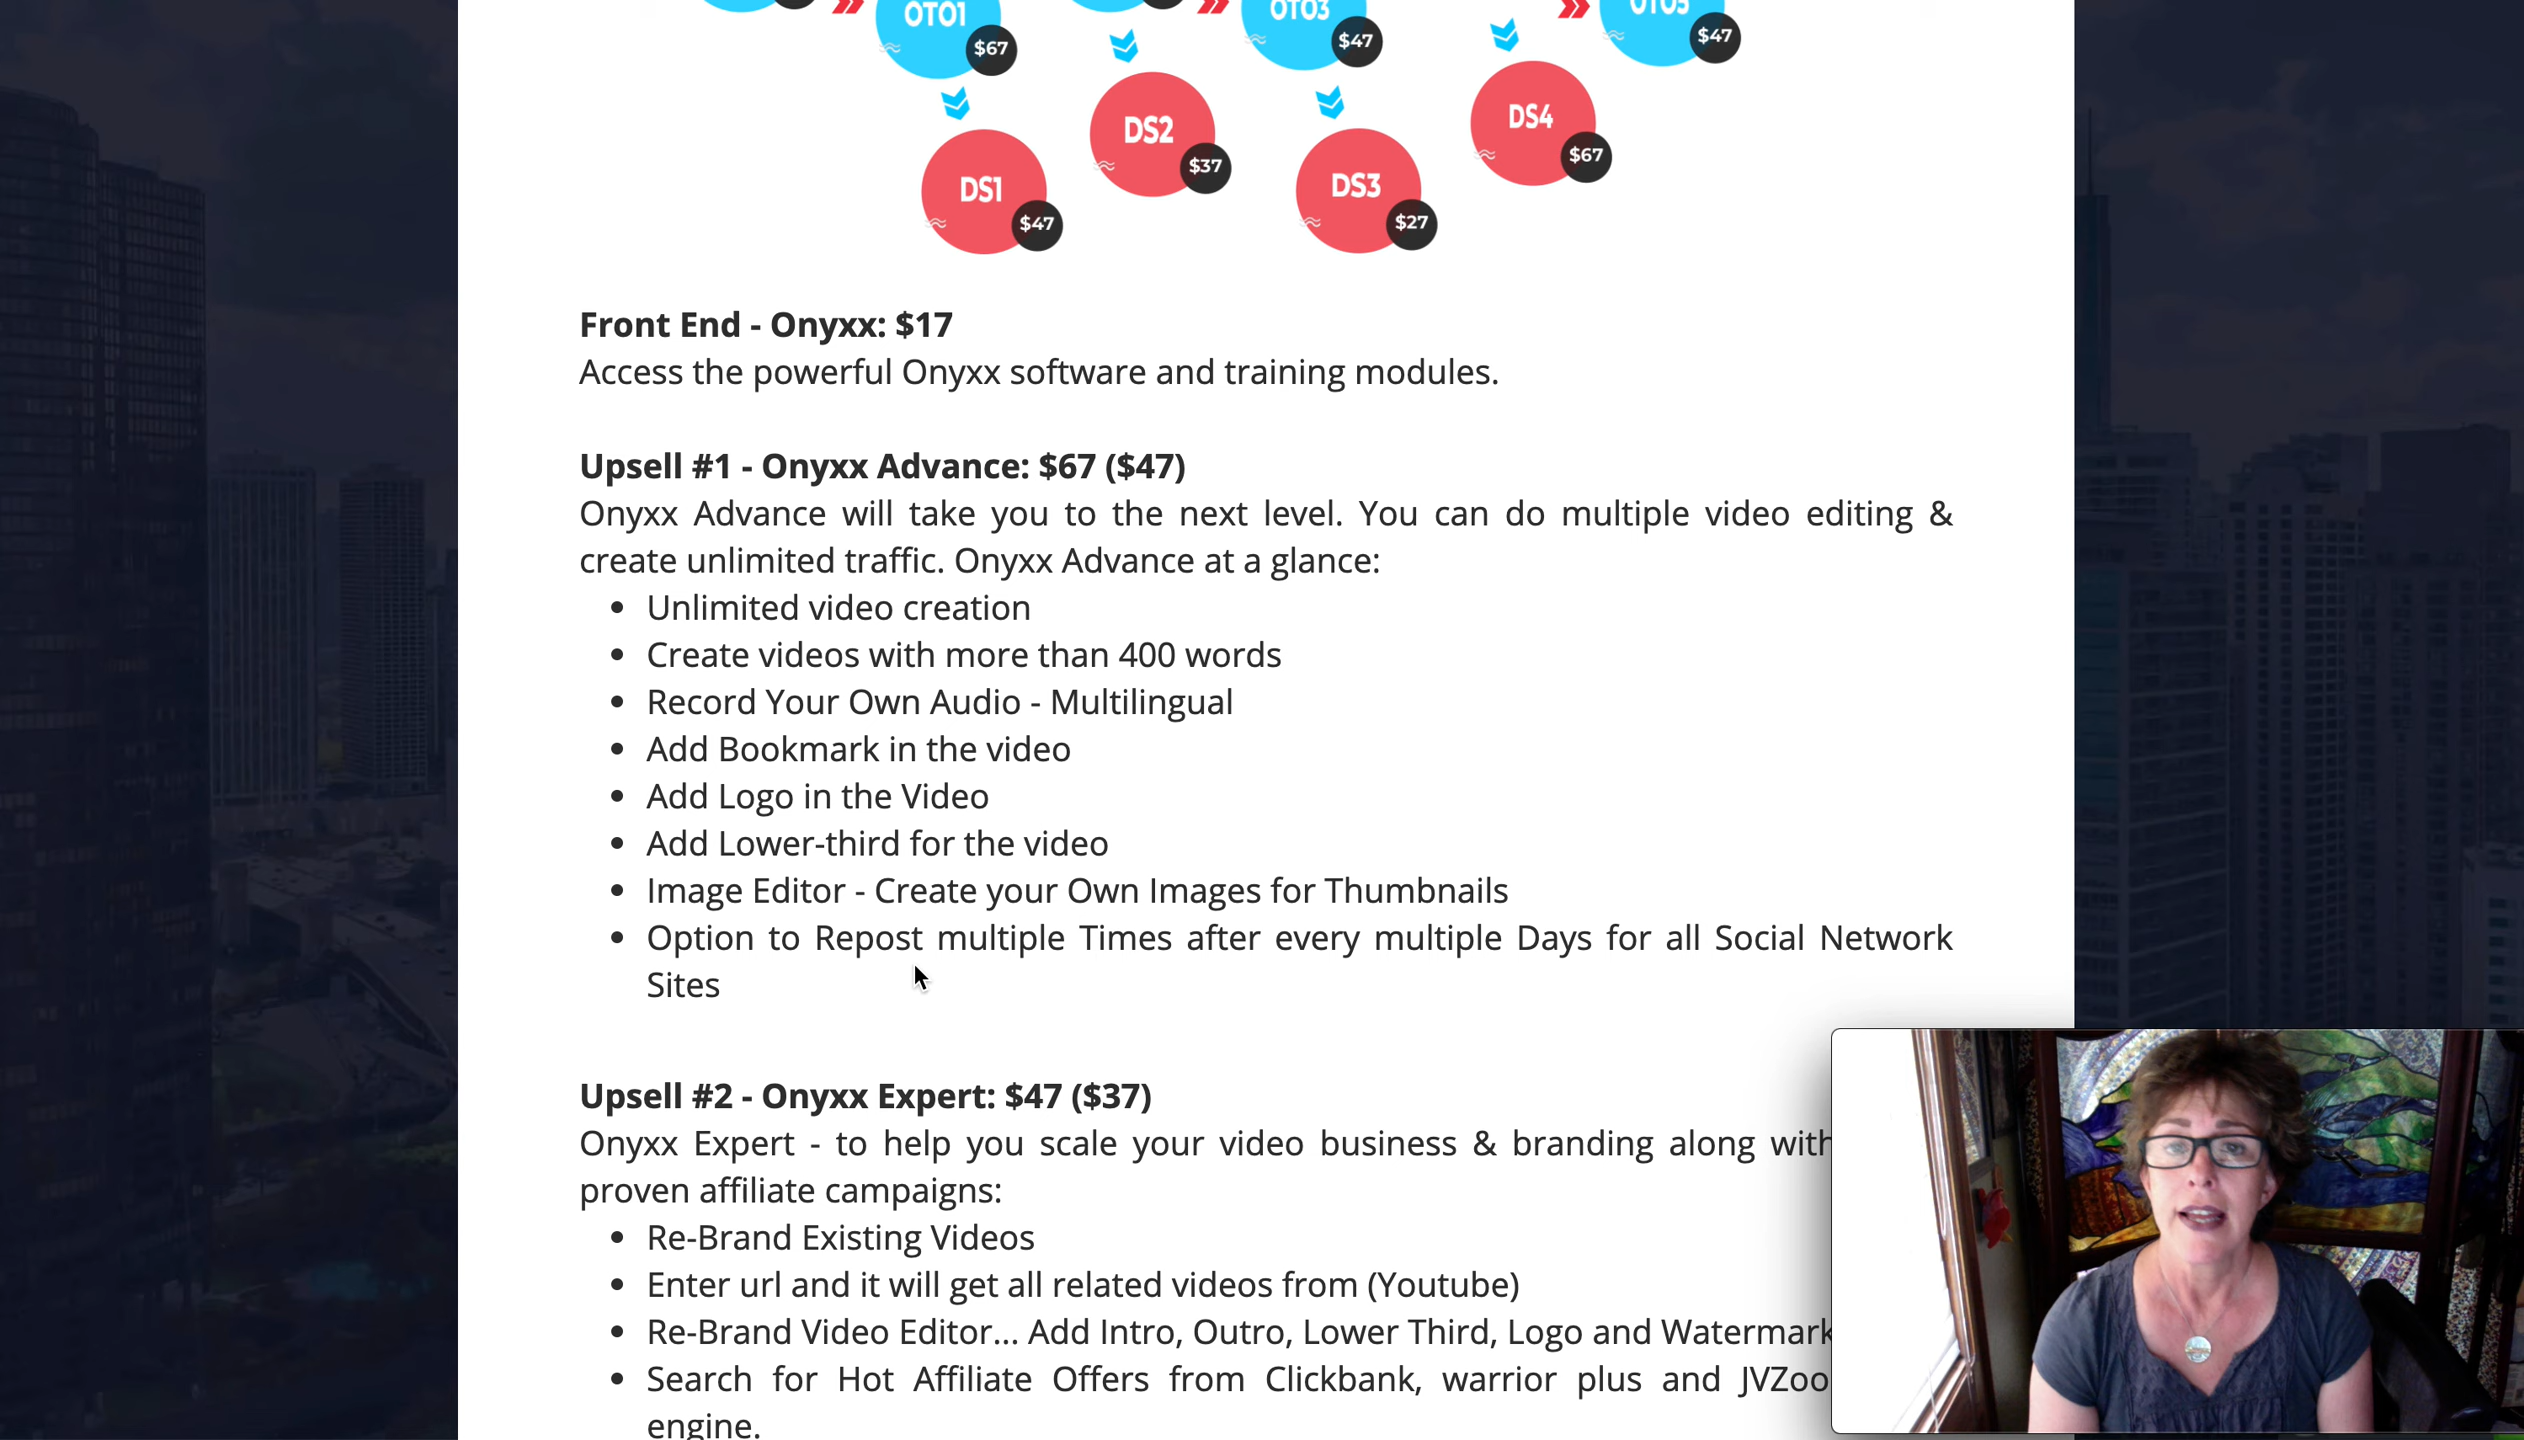 OTO1
$67
OTO3
$47
OTO5
$47
DS1
$47
DS2
$37
DS3
$27
DS4
$67
Front End - Onyxx: $17
Access the powerful Onyxx software and training modules.
Upsell #1 - Onyxx Advance: $67 ($47)
Onyxx Advance will take you to the next level. You can do multiple video editing &
create unlimited traffic. Onyxx Advance at a glance:
• Unlimited video creation
• Create videos with more than 400 words
• Record Your Own Audio - Multilingual
• Add Bookmark in the video
• Add Logo in the Video
• Add Lower-third for the video
• Image Editor - Create your Own Images for Thumbnails
• Option to Repost multiple Times after every multiple Days for all Social Network
Sites
Upsell #2 - Onyxx Expert: $47 ($37)
Onyxx Expert - to help you scale your video business & branding along with
proven affiliate campaigns:
• Re-Brand Existing Videos
• Enter url and it will get all related videos from (Youtube)
• Re-Brand Video Editor... Add Intro, Outro, Lower Third, Logo and Watermark
• Search for Hot Affiliate Offers from Clickbank, warrior plus and JVZoo
engine.